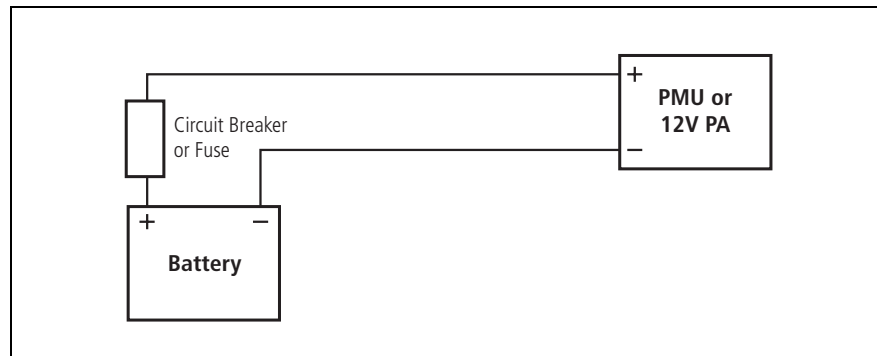 +
PMU or
12V PA
−
Circuit Breaker
or Fuse
+ −
Battery